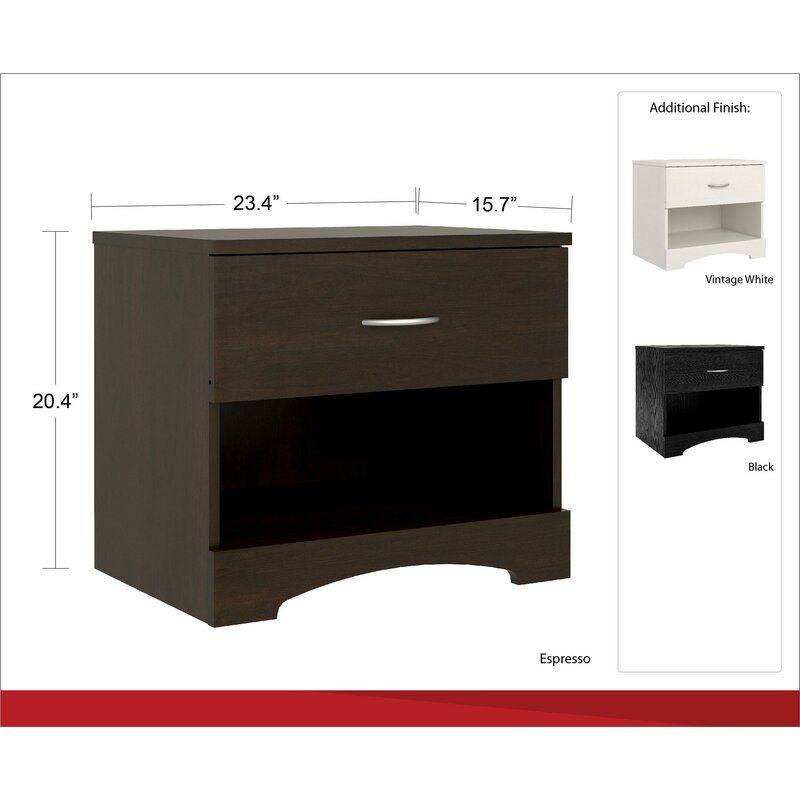 Additional Finish:
23.4”
15.7”
20.4”
Vintage White
Black
Espresso